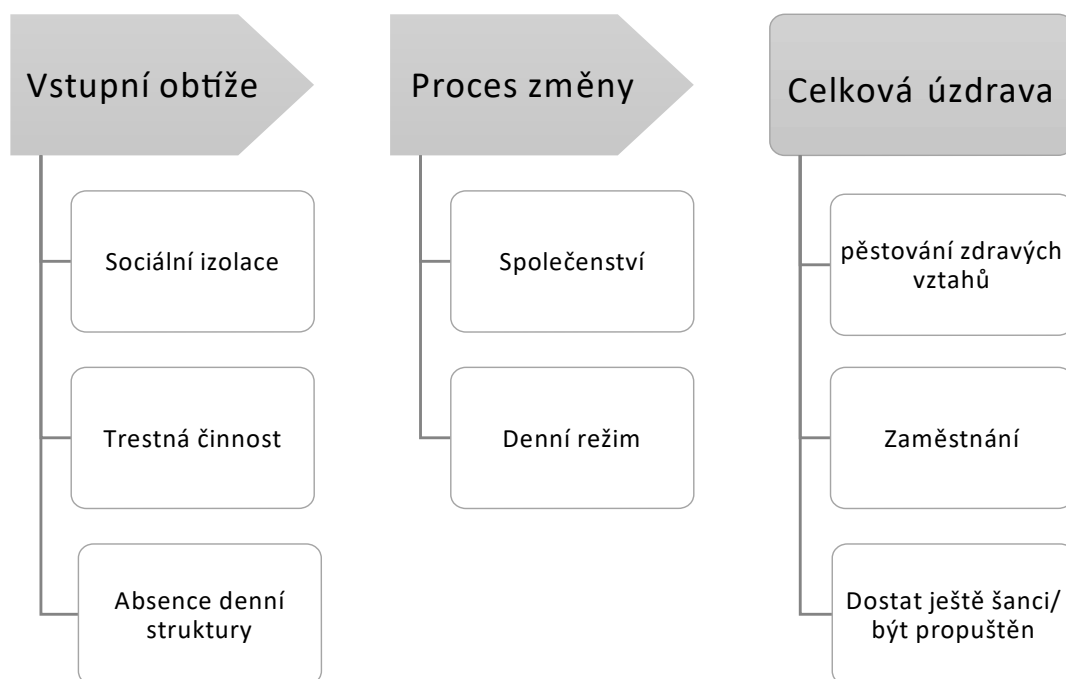 Vstupní obtíže
Sociální izolace
Trestná činnost
Absence denní
struktury
Proces změny
Společenství
Denní režim
Celková úzdrava
pěstování zdravých
vztahů
Zaměstnání
Dostat ještě šanci/
být propuštěn